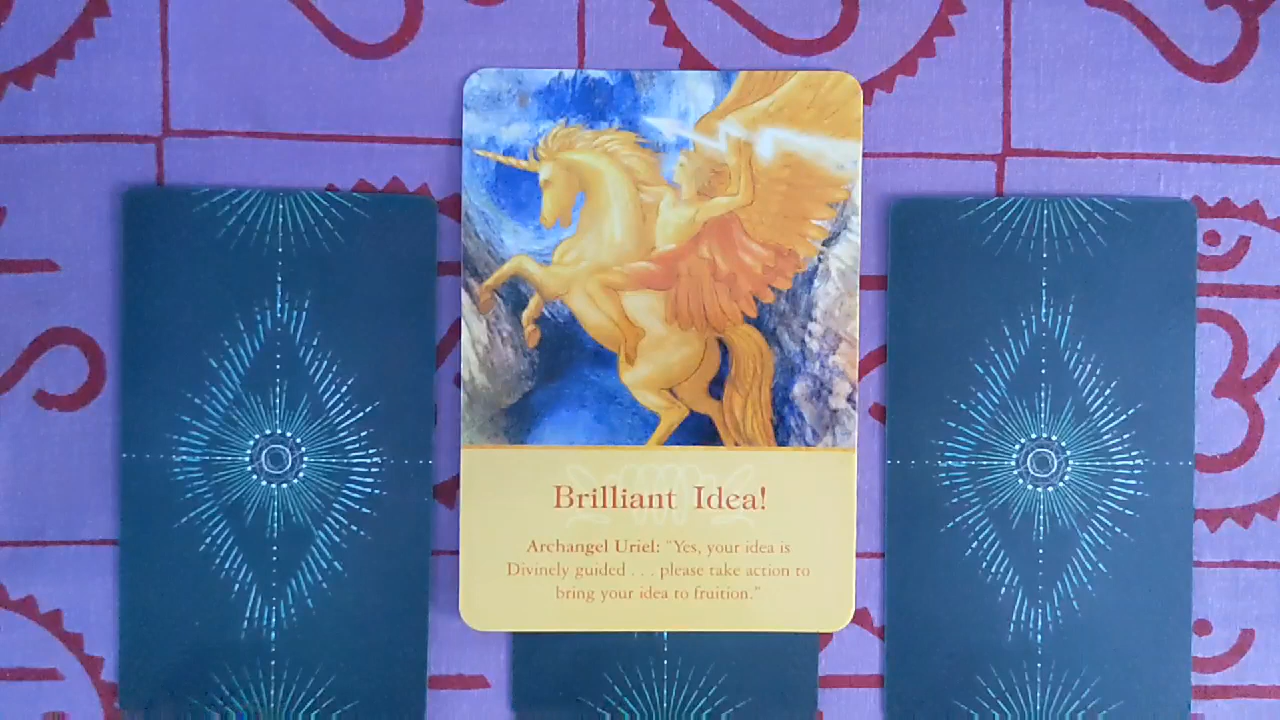 Brilliant Idea!
Archangel Uriel: "Yes, your idea is
Divinely guided . . . please take action to
bring your idea to fruition."